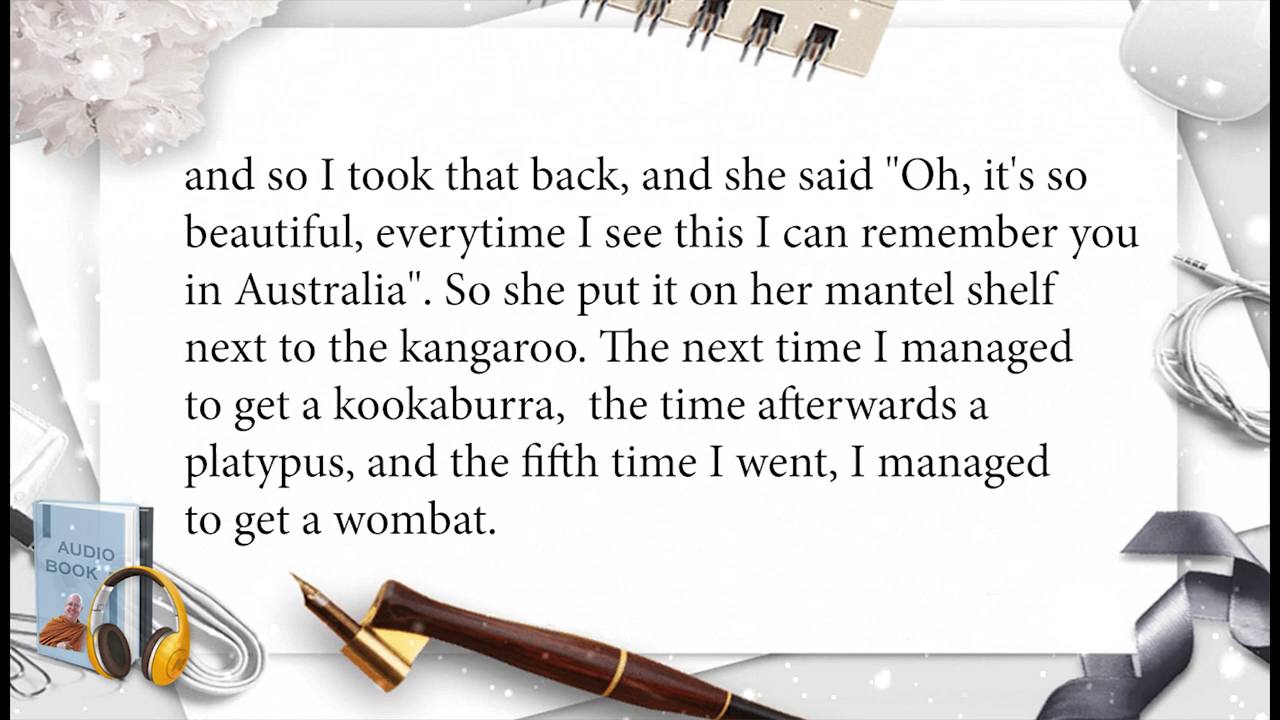 and so I took that back, and she said "Oh, it's so
beautiful, everytime I see this I can remember you
in Australia". So she put it on her mantel shelf
next to the kangaroo. The next time I managed
to get a kookaburra,  the time afterwards a
platypus, and the fifth time I went, I managed
to get a wombat.
AUDIO
BOOK